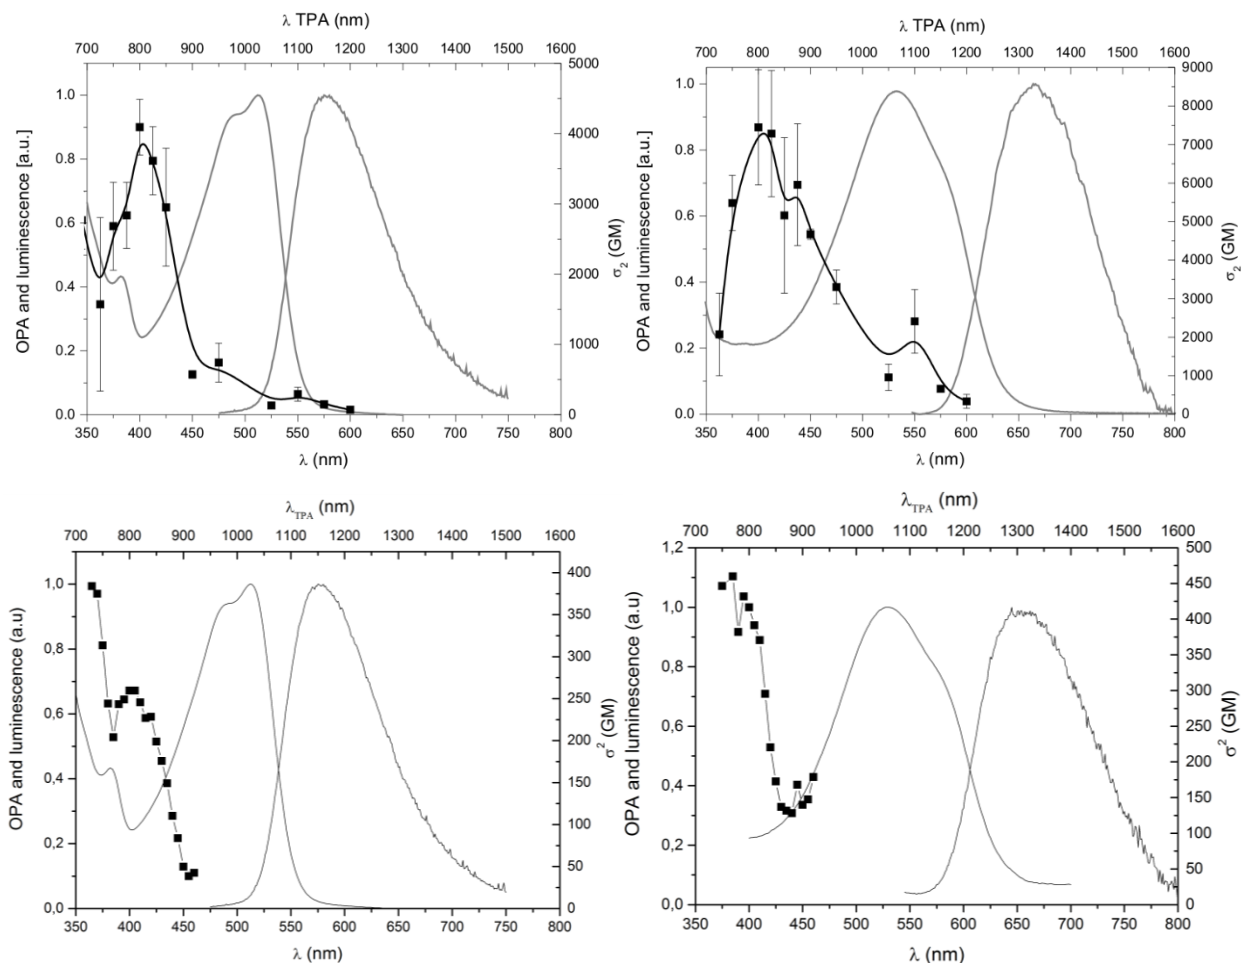 λ TPA (nm)
700 800 900 1000 1100 1200 1300 1400 1500 1600
1.0 0.8 0.6 0.4 0.2 0.0
OPA and luminescence [a.u.]
5000 4000 3000 2000 1000 0
σ2 (GM)
350 400 450 500 550 600 650 700 750 800
λ (nm)
λ TPA (nm)
700 800 900 1000 1100 1200 1300 1400 1500 1600
1.0 0.8 0.6 0.4 0.2 0.0
OPA and luminescence [a.u.]
9000 8000 7000 6000 5000 4000 3000 2000 1000 0
σ2 (GM)
350 400 450 500 550 600 650 700 750 800
λ (nm)
λTPA (nm)
700 800 900 1000 1100 1200 1300 1400 1500 1600
1,0 0,8 0,6 0,4 0,2 0,0
OPA and luminescence (a.u)
400 350 300 250 200 150 100 50 0
σ2 (GM)
350 400 450 500 550 600 650 700 750 800
λ (nm)
λTPA (nm)
700 800 900 1000 1100 1200 1300 1400 1500 1600
1,2 1,0 0,8 0,6 0,4 0,2 0,0
OPA and luminescence (a.u)
500 450 400 350 300 250 200 150 100 50 0
σ2 (GM)
350 400 450 500 550 600 650 700 750 800
λ (nm)